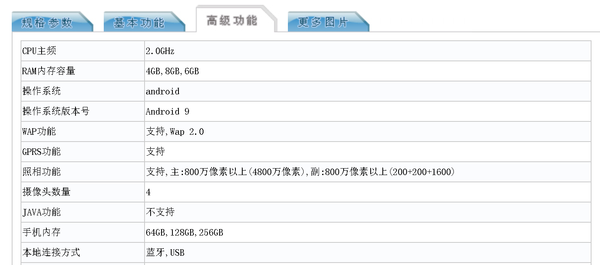 规格参数 基本功能 高级功能 更多图片
CPU主频 2.0GHz
RAM内存容量 4GB,8GB,6GB
操作系统 android
操作系统版本号 Android 9
WAP功能 支持,Wap 2.0
GPRS功能 支持
照相功能 支持,主:800万像素以上(4800万像素),副:800万像素以上(200+200+1600)
摄像头数量 4
JAVA功能 不支持
手机内存 64GB,128GB,256GB
本地连接方式 蓝牙,USB